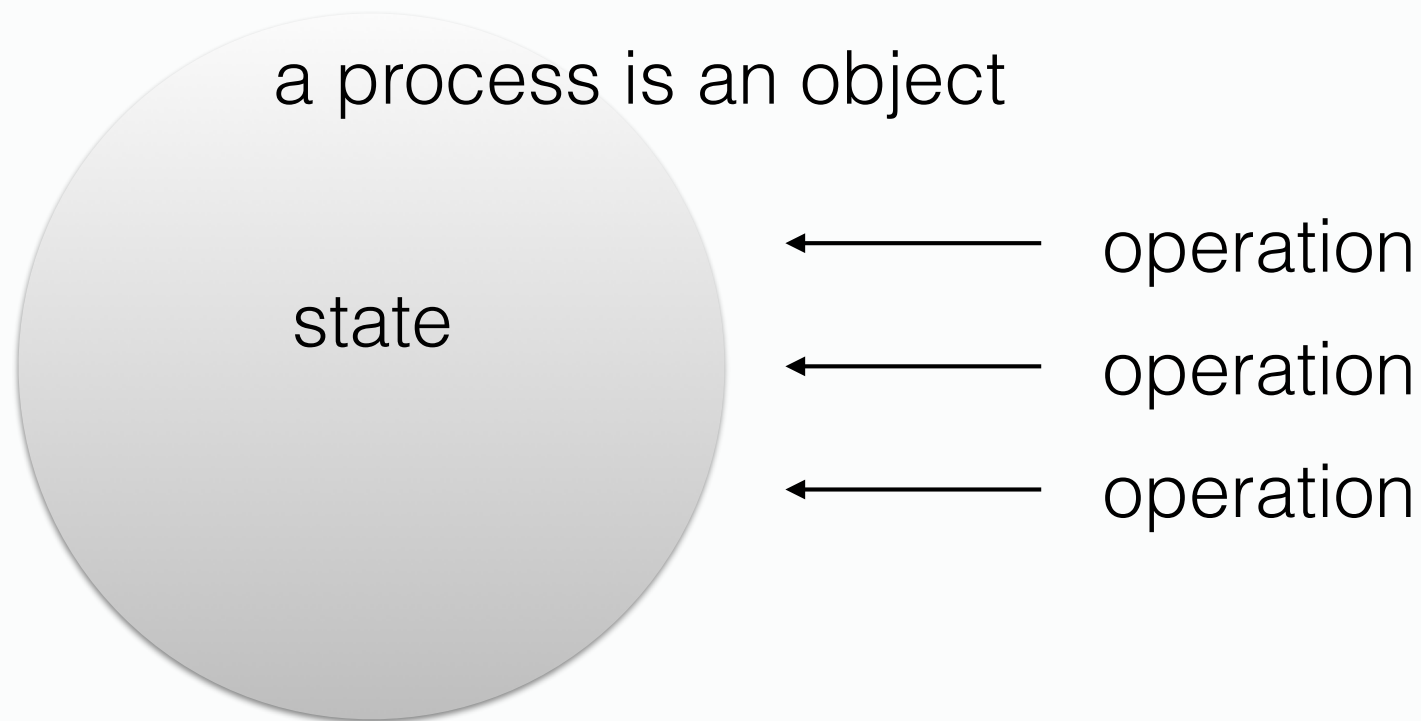 a process is an object
operation
state
operation
operation